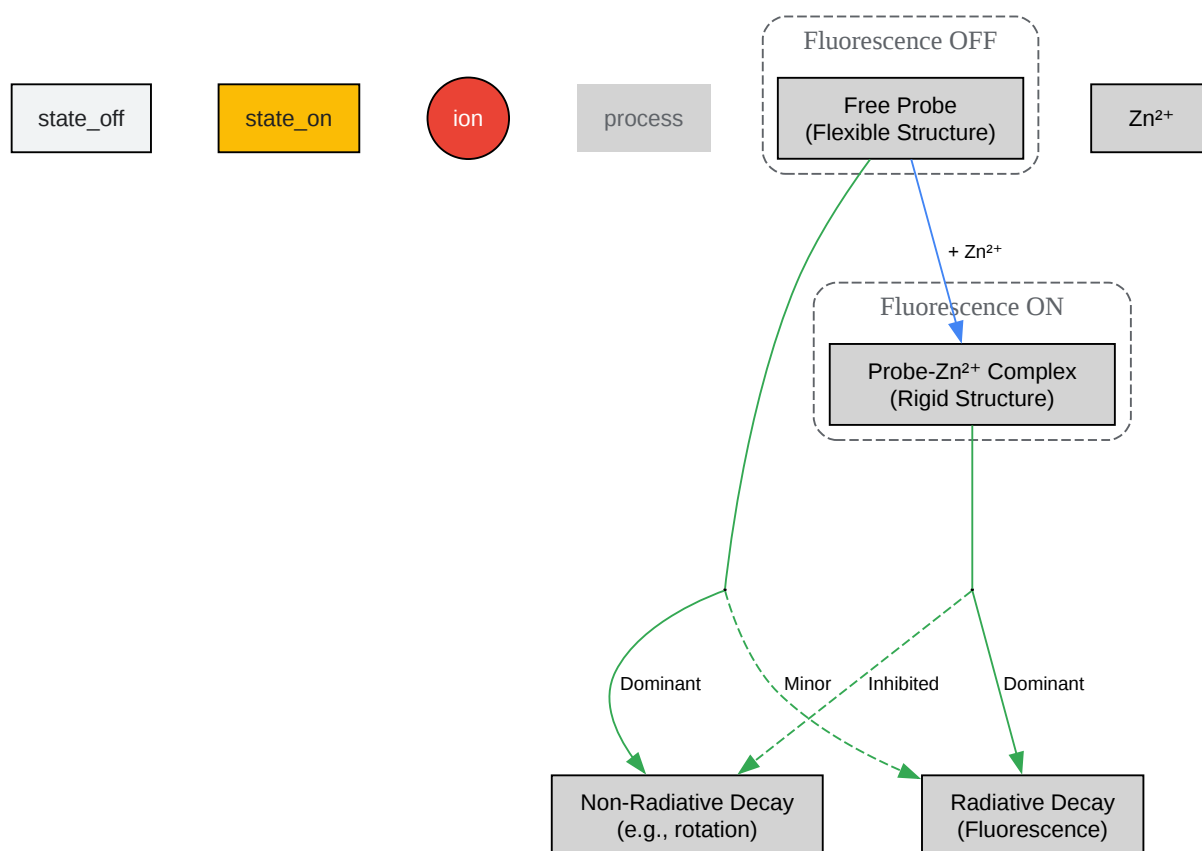 Fluorescence OFF
state_off
state_on
ion
process
Free Probe
(Flexible Structure)
Zn²⁺
+ Zn²⁺
Fluorescence ON
Probe-Zn²⁺ Complex
(Rigid Structure)
Dominant
Minor
Inhibited
Dominant
Non-Radiative Decay
(e.g., rotation)
Radiative Decay
(Fluorescence)